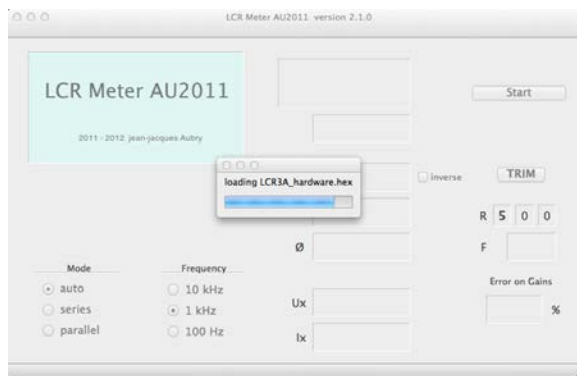 LCR Meter AU2011 version 2.1.0
LCR Meter AU2011
2011 - 2012 jean-jacques Aubry
Start
loading LCR3A_hardware.hex
inverse
TRIM
R 5 0 0
Ø
F
Mode
Frequency
Error on Gains
auto
10 kHz
series
1 kHz
Ux
%
parallel
100 Hz
Ix